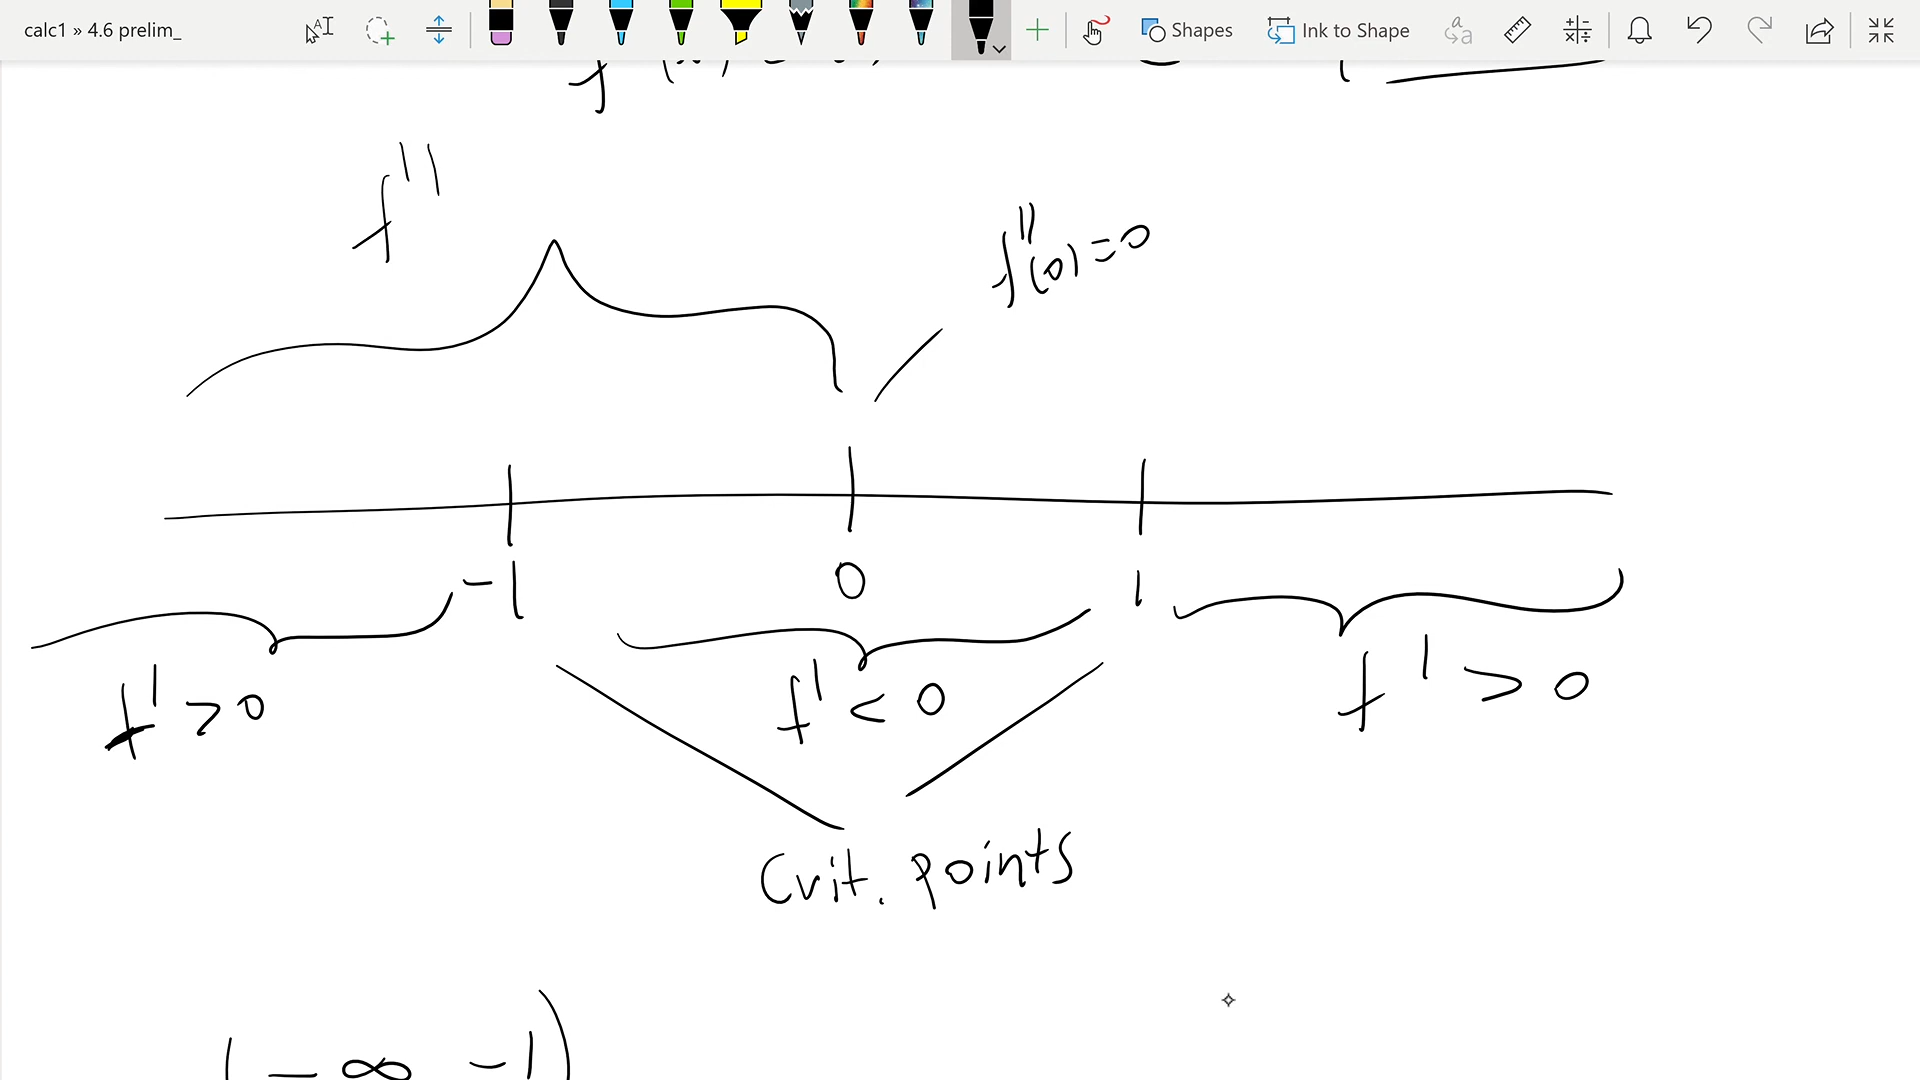 calc1 » 4.6 prelim_
Shapes
Ink to Shape
f''
f''(0)=0
-1 0 1
f' > 0
f' < 0
f' > 0
Crit. points
(-∞ -1)